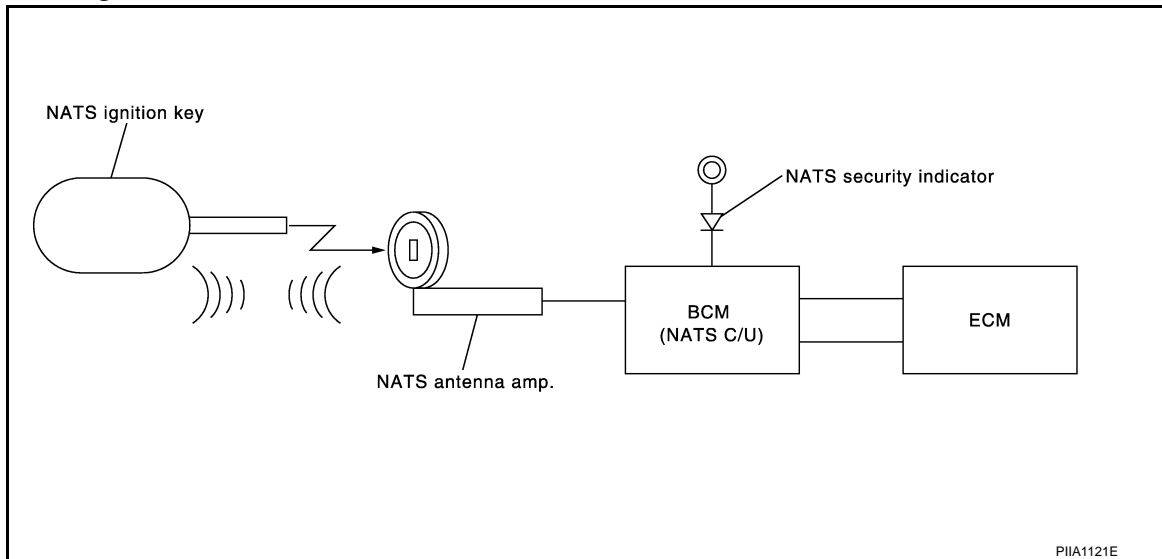 NATS ignition key
NATS security indicator
BCM
(NATS C/U)
ECM
NATS antenna amp.
PIIA1121E